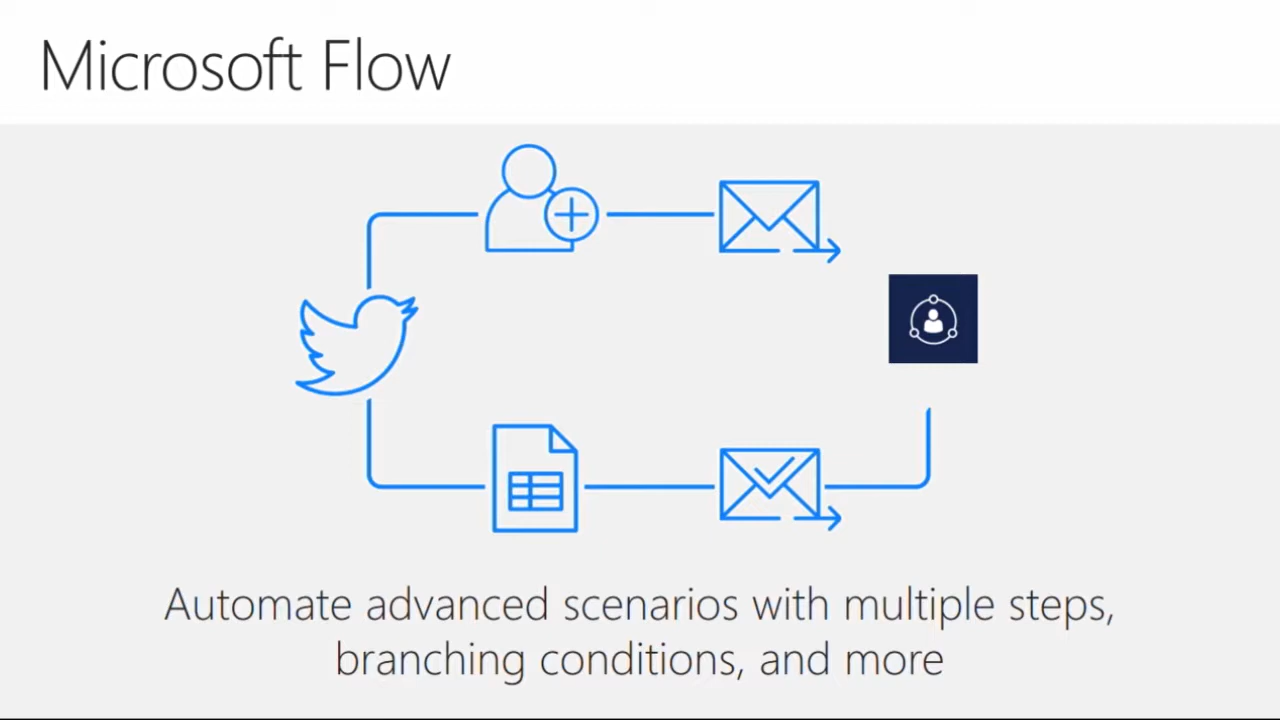 Microsoft Flow
Automate advanced scenarios with multiple steps,
branching conditions, and more